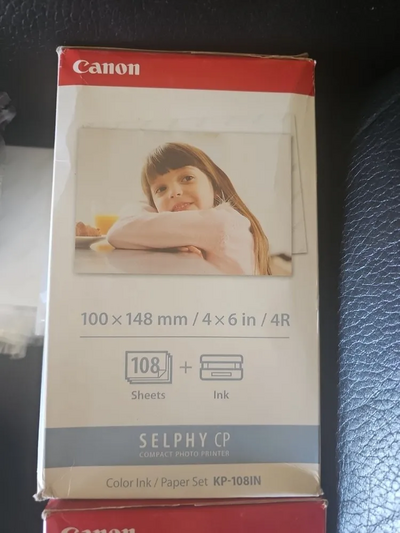 Canon
100 × 148 mm / 4 × 6 in / 4R
108 +
Sheets Ink
SELPHY CP
COMPACT PHOTO PRINTER
Color Ink / Paper Set KP-108IN
Canon